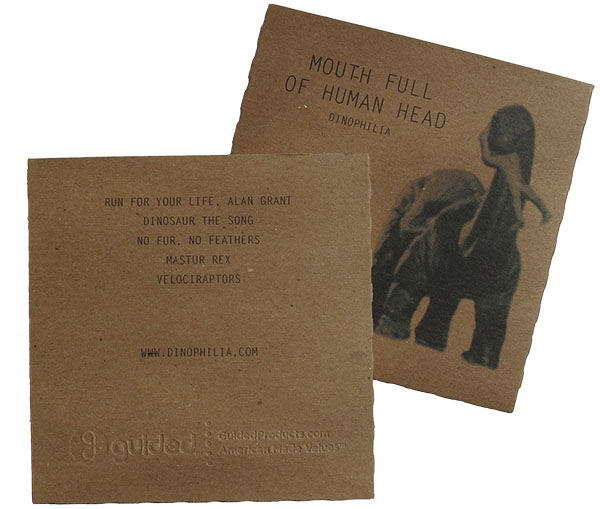 MOUTH FULL
OF HUMAN HEAD
DINOPHILIA
RUN FOR YOUR LIFE, ALAN GRANT
DINOSAUR THE SONG
NO FUR, NO FEATHERS
MASTUR REX
VELOCIRAPTORS
WWW.DINOPHILIA.COM
guided
GuidedProducts.com
American Made Values™